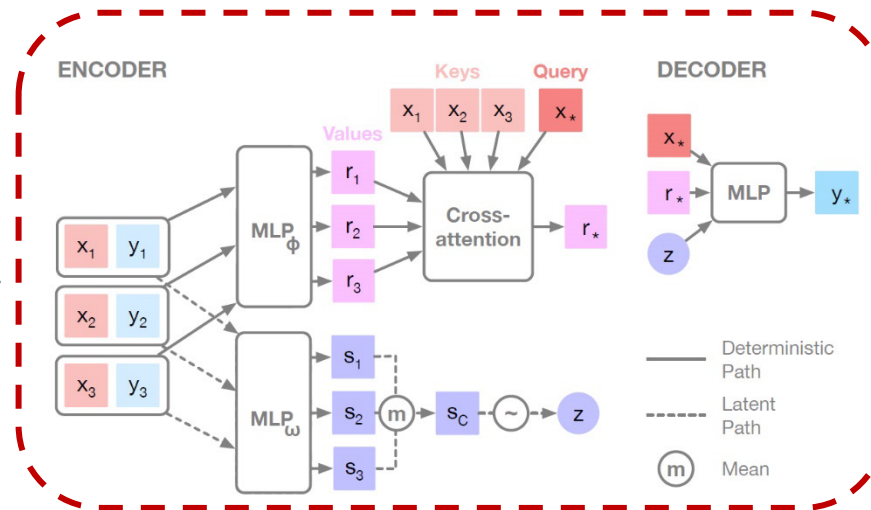 ENCODER
Keys
Query
DECODER
x₁ x₂ x₃ x*
Values
x*
r₁
r*
MLP
y*
MLPφ
r₂
Cross-
attention
r*
z
x₁ y₁
r₃
x₂ y₂
x₃ y₃
s₁
MLPω
s₂
m
s_C
~
z
s₃
Deterministic
Path
Latent
Path
m
Mean